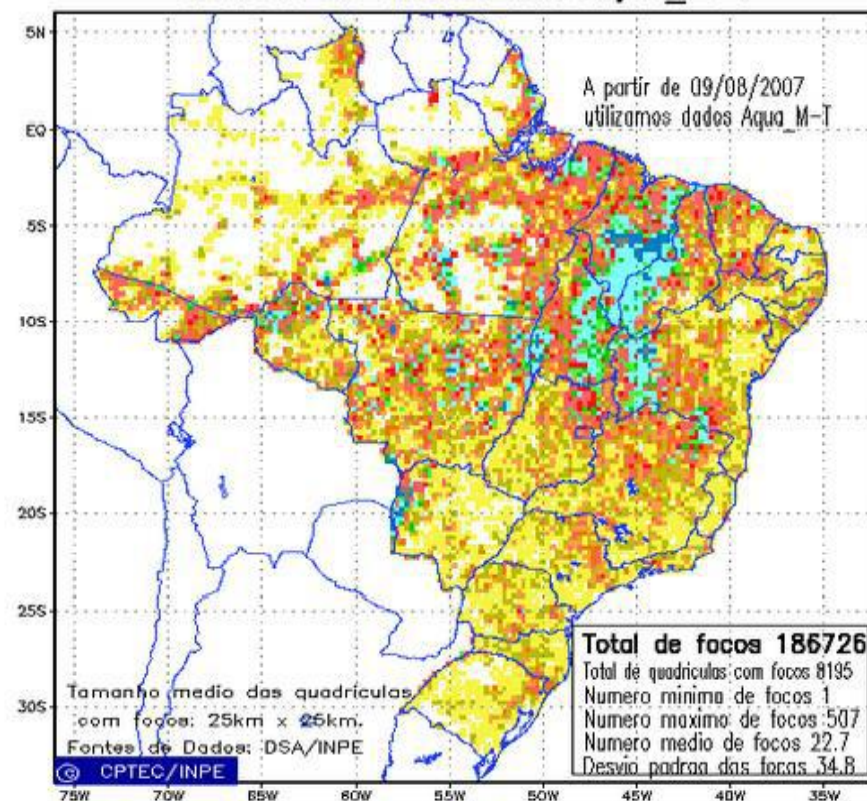 A partir de 09/08/2007
utilizamos dados Aqua_M-T
5N
EQ
5S
10S
15S
20S
25S
30S
Total de focos 186726
Total de quadriculas com focos 8195
Numero minimo de focos 1
Numero maximo de focos 507
Numero medio de focos 22.7
Desvio padrao dos focos 34.8
Tamanho medio das quadriculas
com focos: 25km x 25km.
Fontes de Dados: DSA/INPE
© CPTEC/INPE
75W 70W 65W 60W 55W 50W 45W 40W 35W